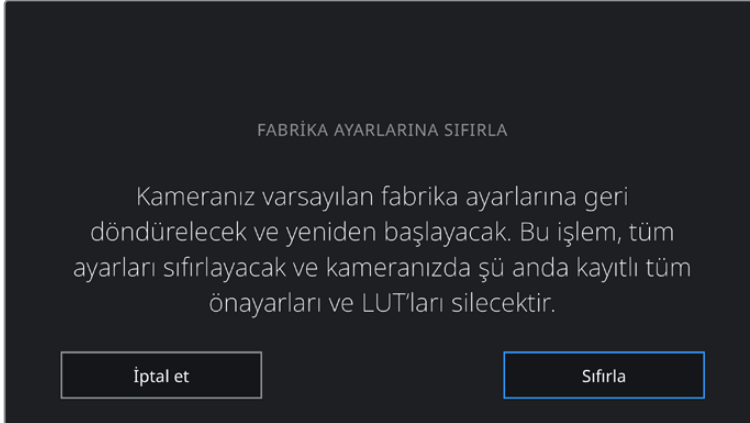 FABRİKA AYARLARINA SIFIRLA
Kameranız varsayılan fabrika ayarlarına geri
döndürelecek ve yeniden başlayacak. Bu işlem, tüm
ayarları sıfırlayacak ve kameranızda şü anda kayıtlı tüm
önayarları ve LUT’ları silecektir.
İptal et
Sıfırla